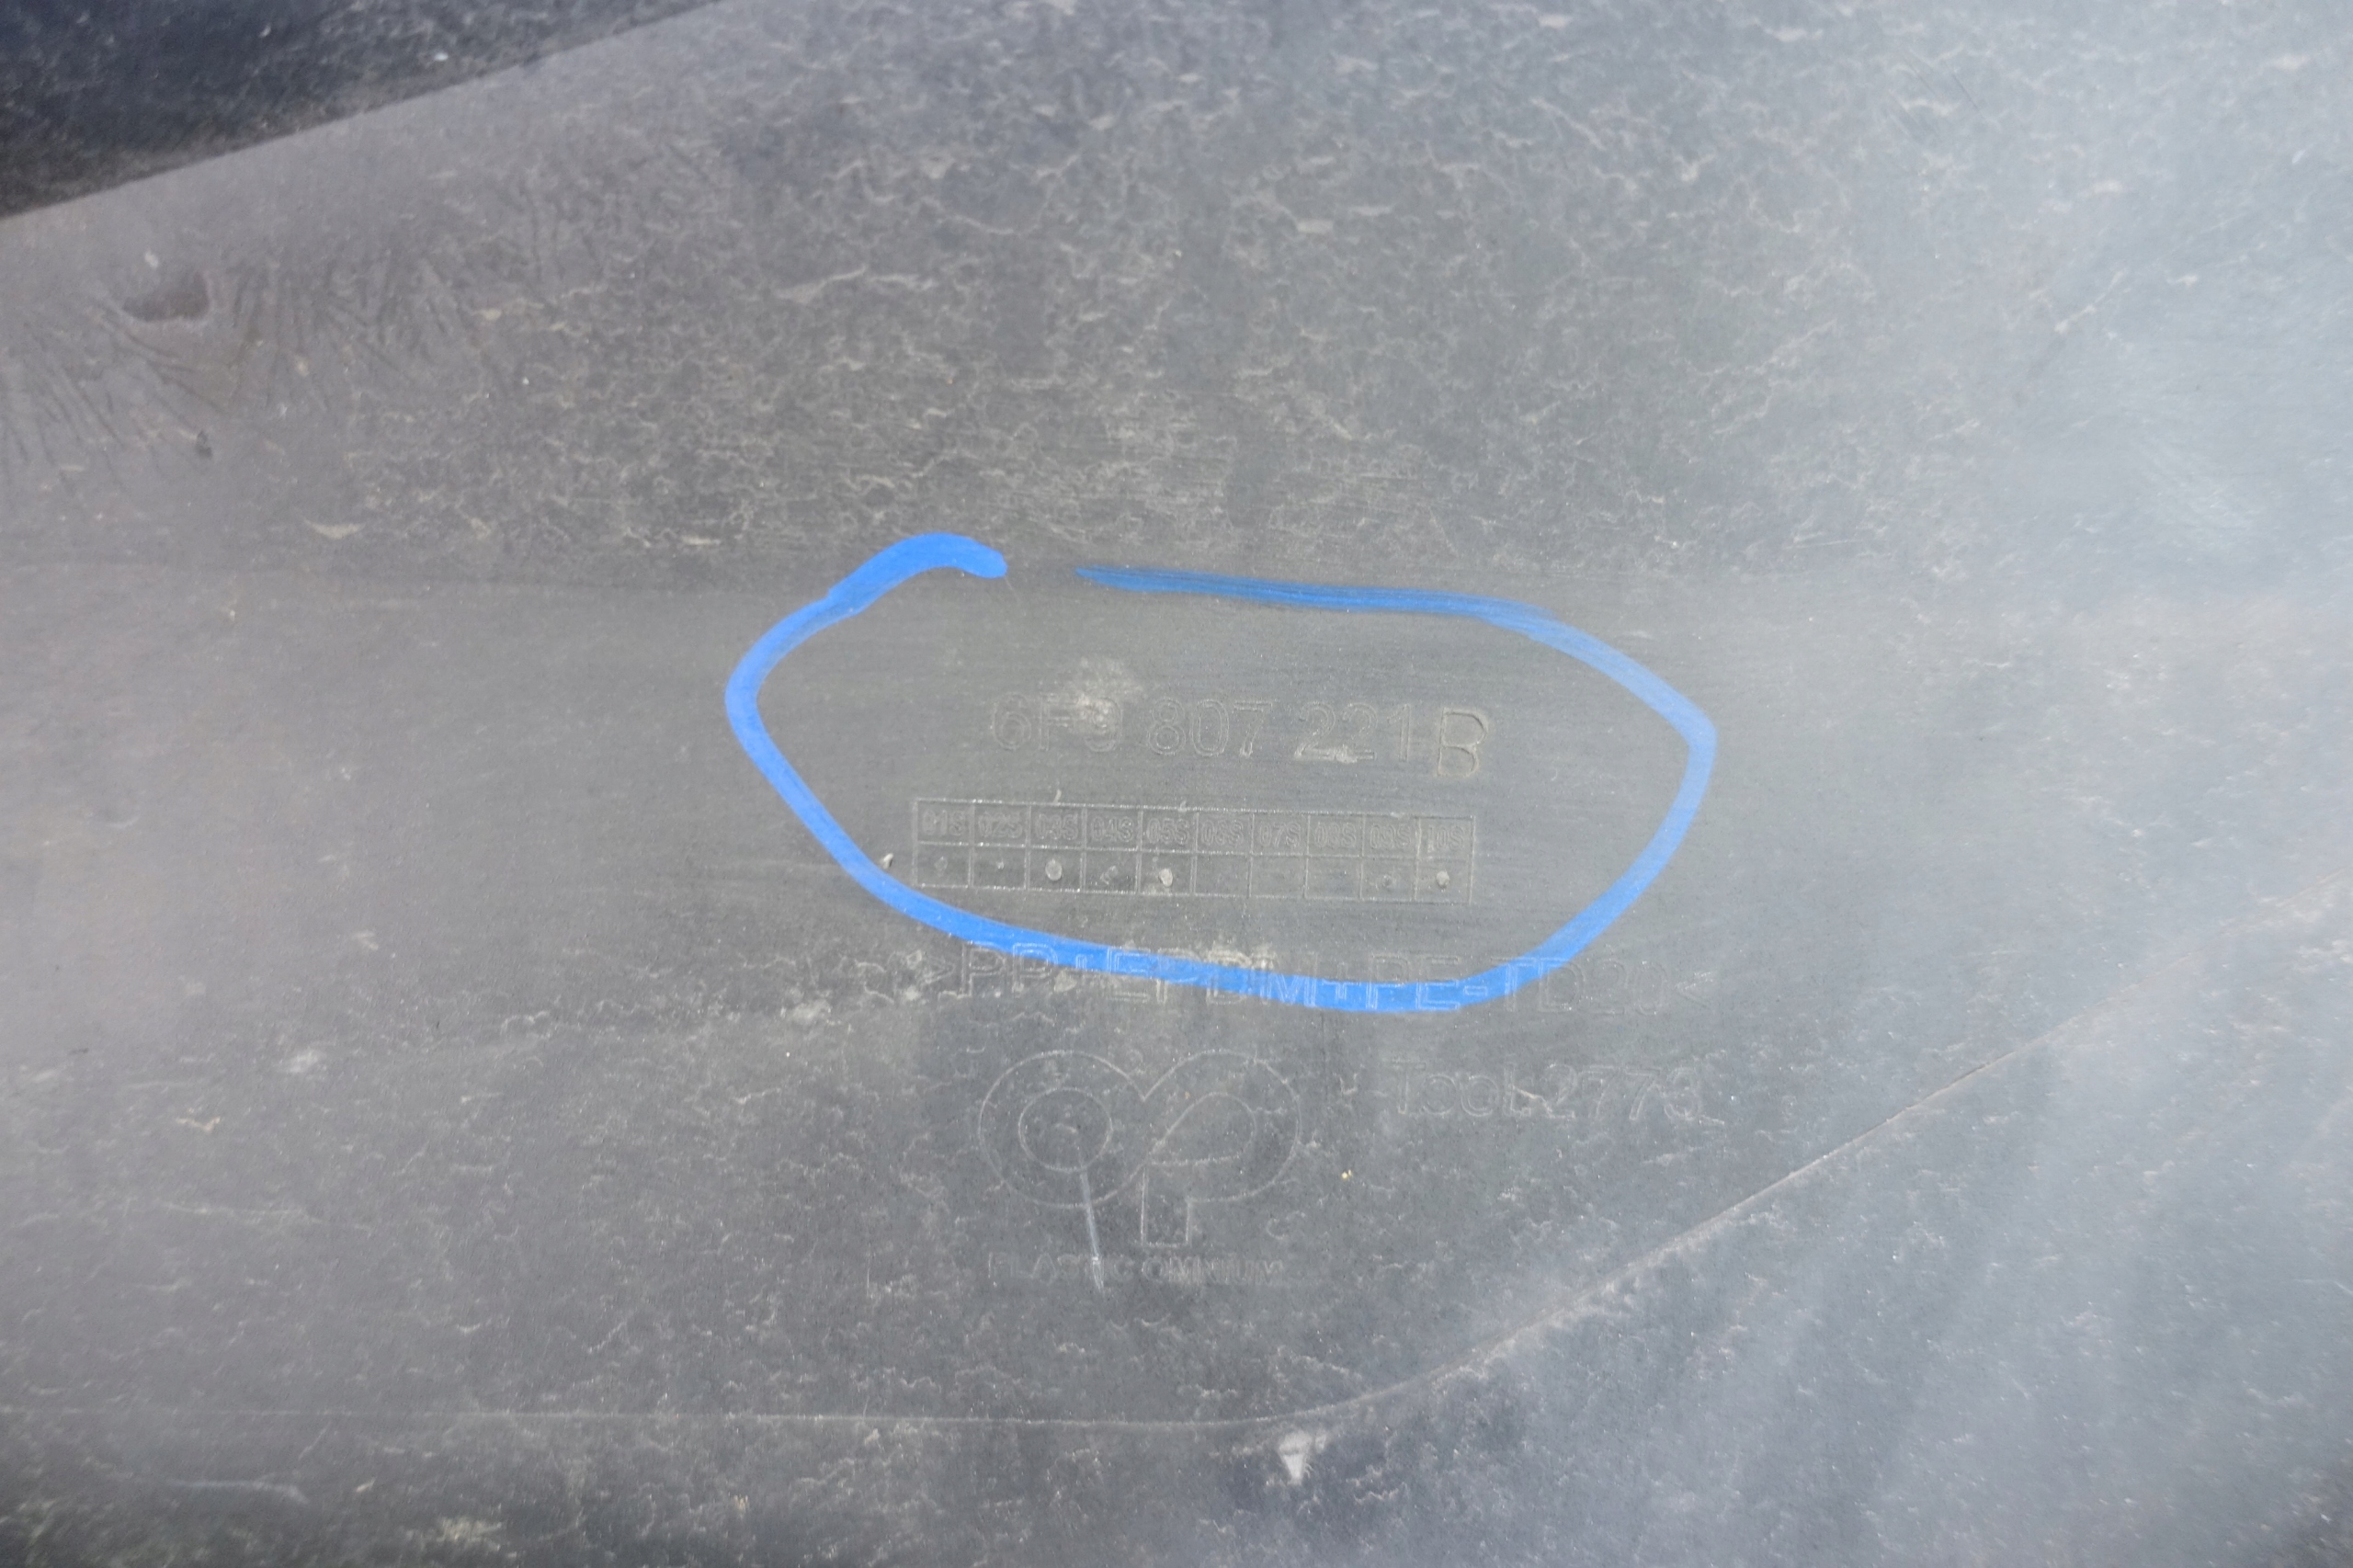 6F9 807 221 B
01S 02S 03S 04S 05S 06S 07S 08S 09S 10S
>PP+EPDM+PE-TD20<
Tool.2773
PLASTIC OMNIUM